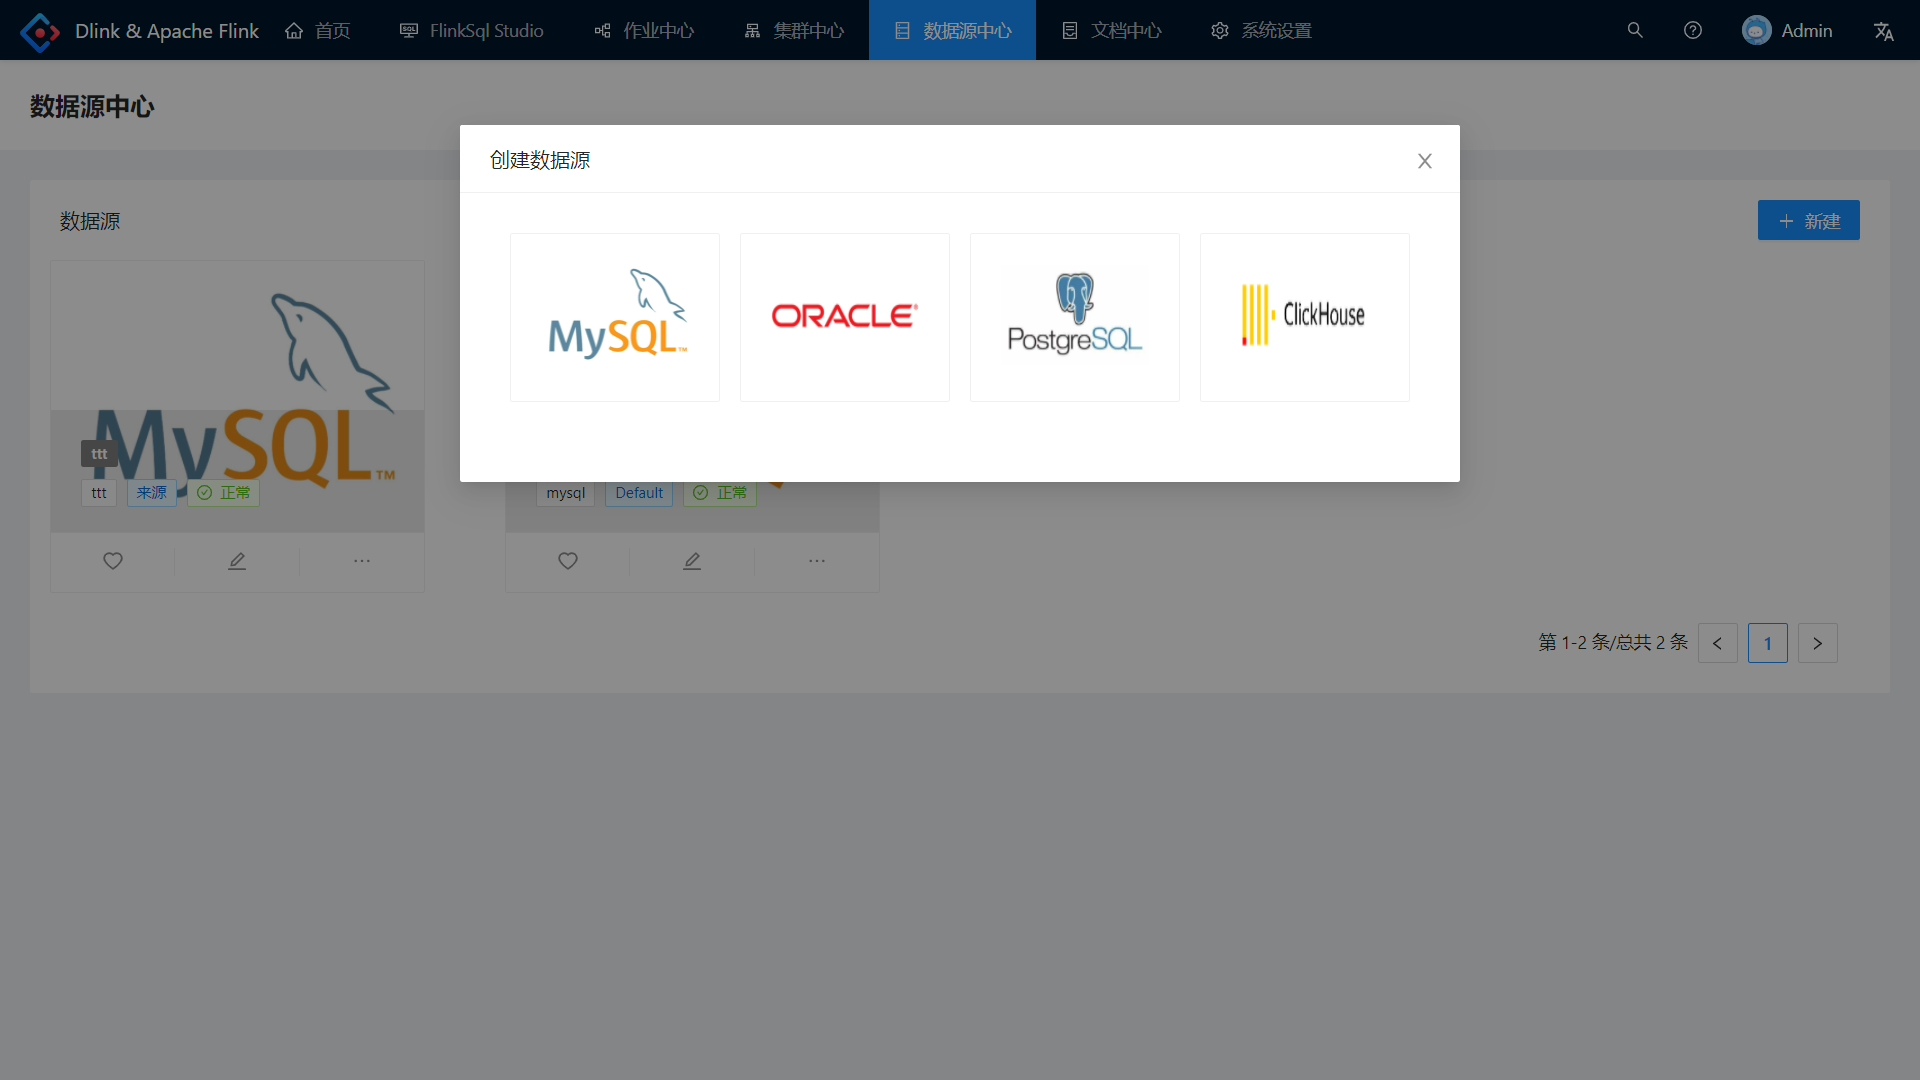 Dlink & Apache Flink 首页 FlinkSql Studio 作业中心 集群中心 数据源中心 文档中心 系统设置 Admin
数据源中心
创建数据源
数据源
新建
MySQL™
ORACLE®
PostgreSQL
ClickHouse
MySQL™
ttt
ttt 来源 正常
mysql Default 正常
第 1-2 条/总共 2 条 < 1 >